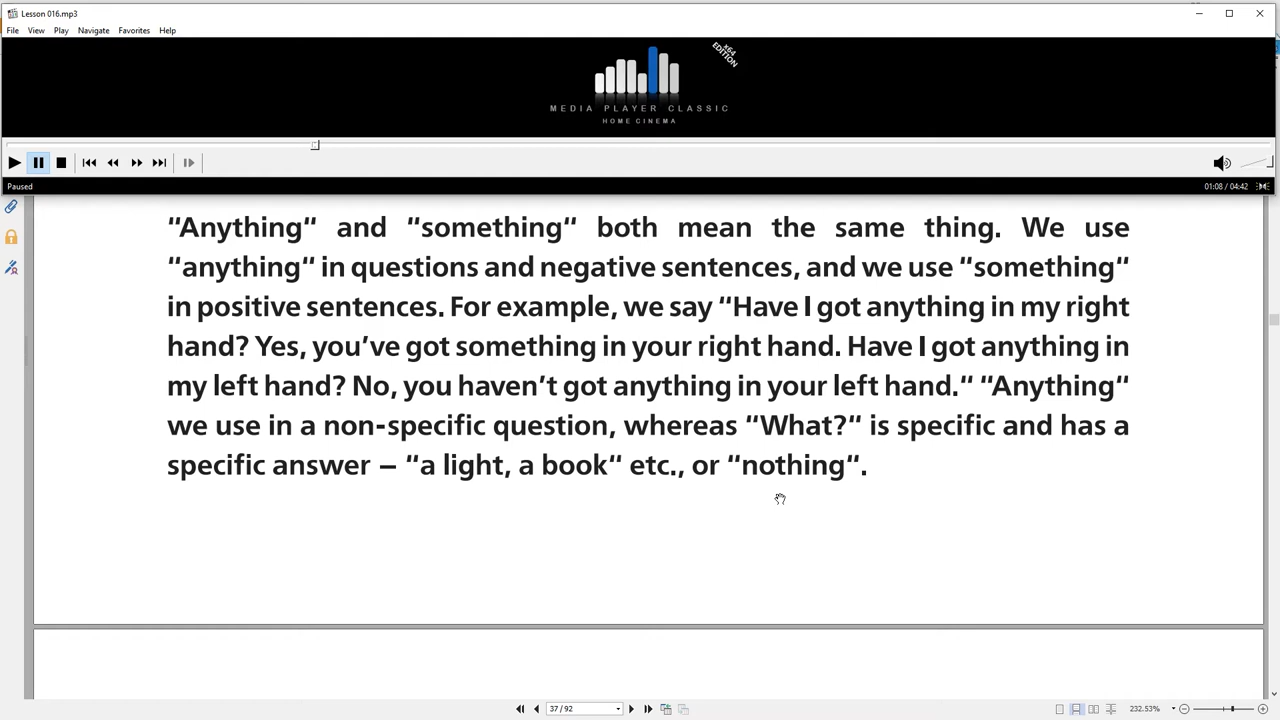 Lesson 016.mp3
File View Play Navigate Favorites Help
x64
EDITION
MEDIA PLAYER CLASSIC
HOME CINEMA
Paused
01:08 / 04:42
“Anything“ and “something“ both mean the same thing. We use
“anything“ in questions and negative sentences, and we use “something“
in positive sentences. For example, we say “Have I got anything in my right
hand? Yes, you’ve got something in your right hand. Have I got anything in
my left hand? No, you haven’t got anything in your left hand.“ “Anything“
we use in a non-specific question, whereas “What?“ is specific and has a
specific answer – “a light, a book“ etc., or “nothing“.
37 / 92
232.53%